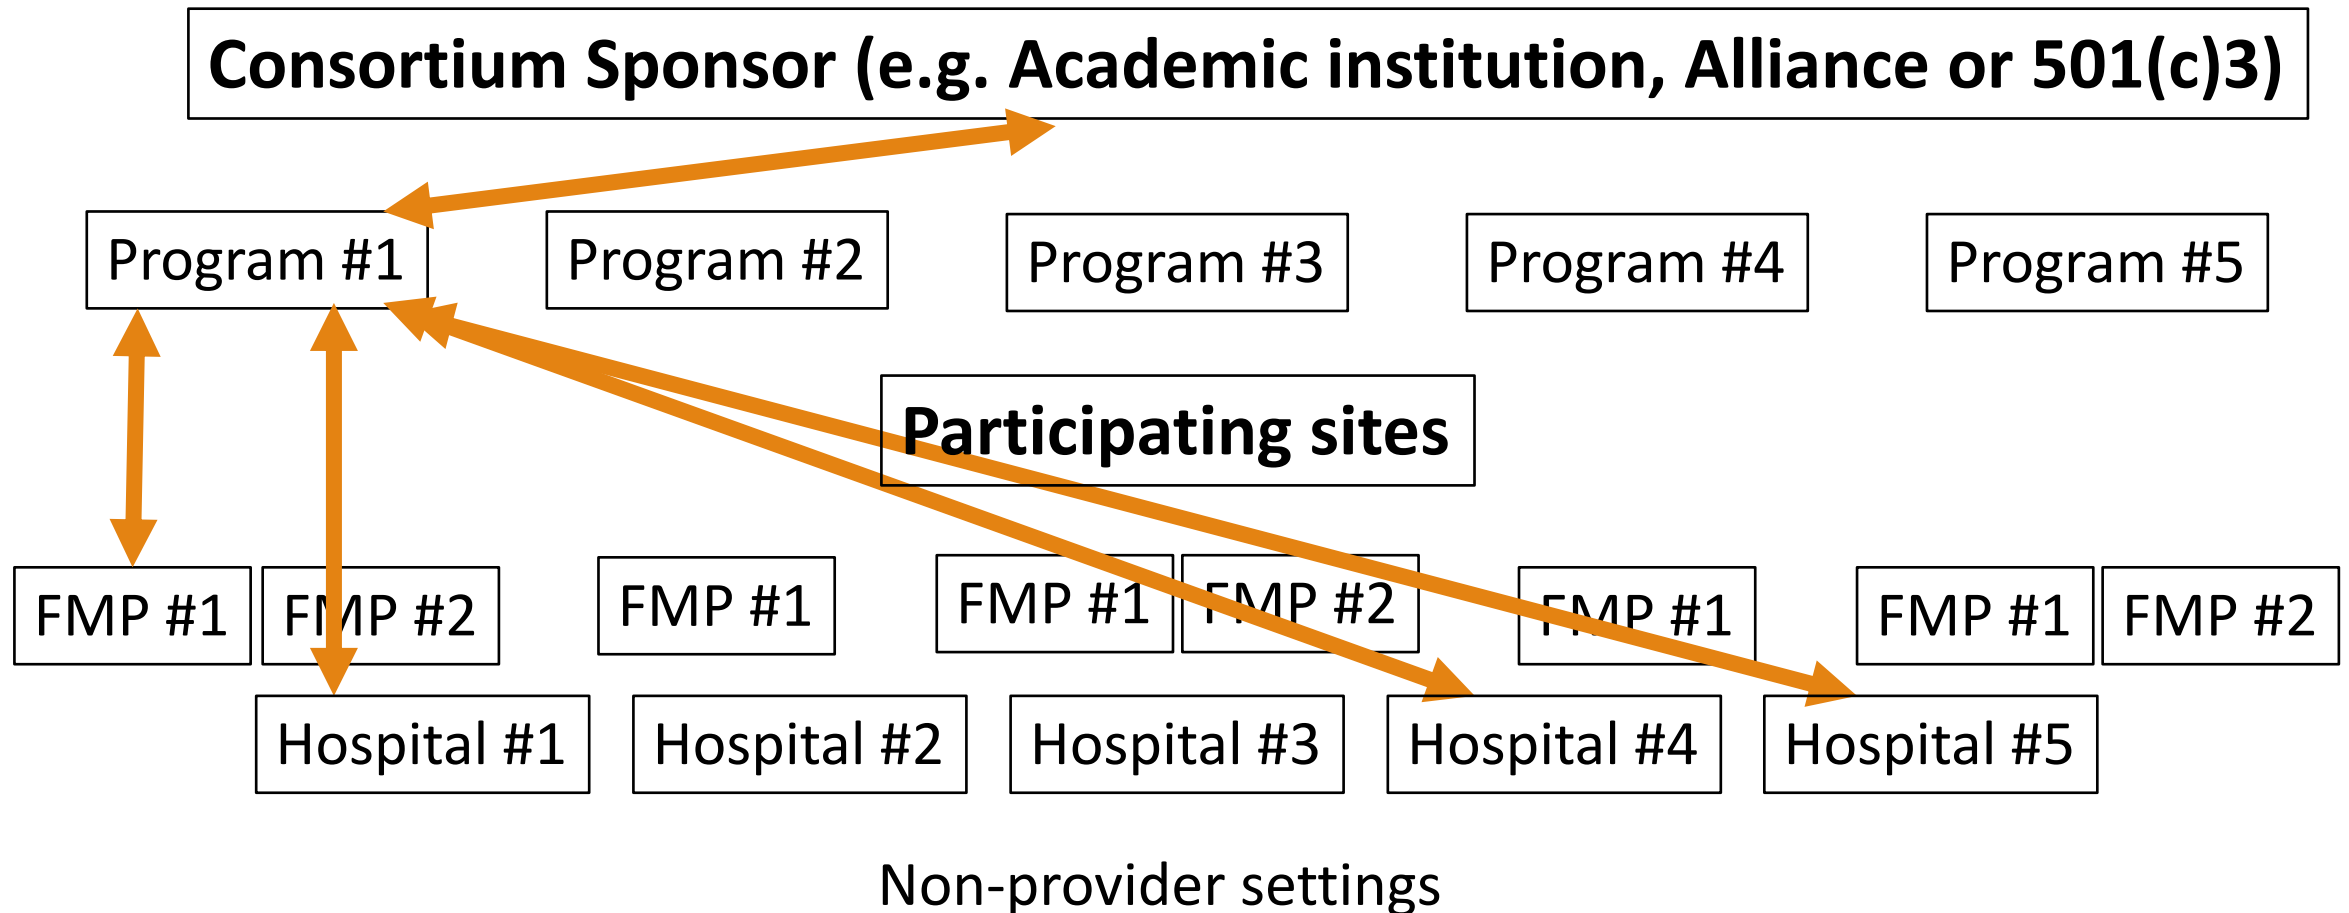 Consortium Sponsor (e.g. Academic institution, Alliance or 501(c)3)
Program #1
Program #2
Program #3
Program #4
Program #5
Participating sites
FMP #1
FMP #2
FMP #1
FMP #1
FMP #2
FMP #1
FMP #1
FMP #2
Hospital #1
Hospital #2
Hospital #3
Hospital #4
Hospital #5
Non-provider settings